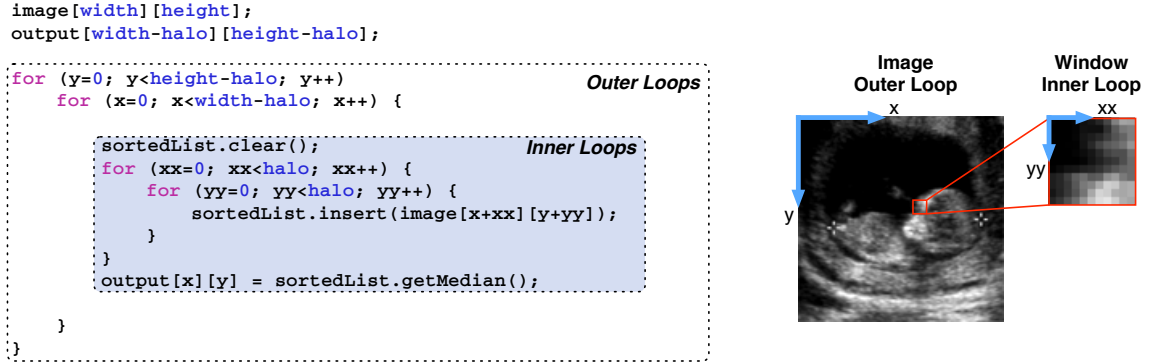 image[width][height];
output[width-halo][height-halo];
for (y=0; y<height-halo; y++)
Outer Loops
for (x=0; x<width-halo; x++) {
sortedList.clear();
Inner Loops
for (xx=0; xx<halo; xx++) {
for (yy=0; yy<halo; yy++) {
sortedList.insert(image[x+xx][y+yy]);
}
}
output[x][y] = sortedList.getMedian();
}
}
Image
Outer Loop
x
y
Window
Inner Loop
xx
yy